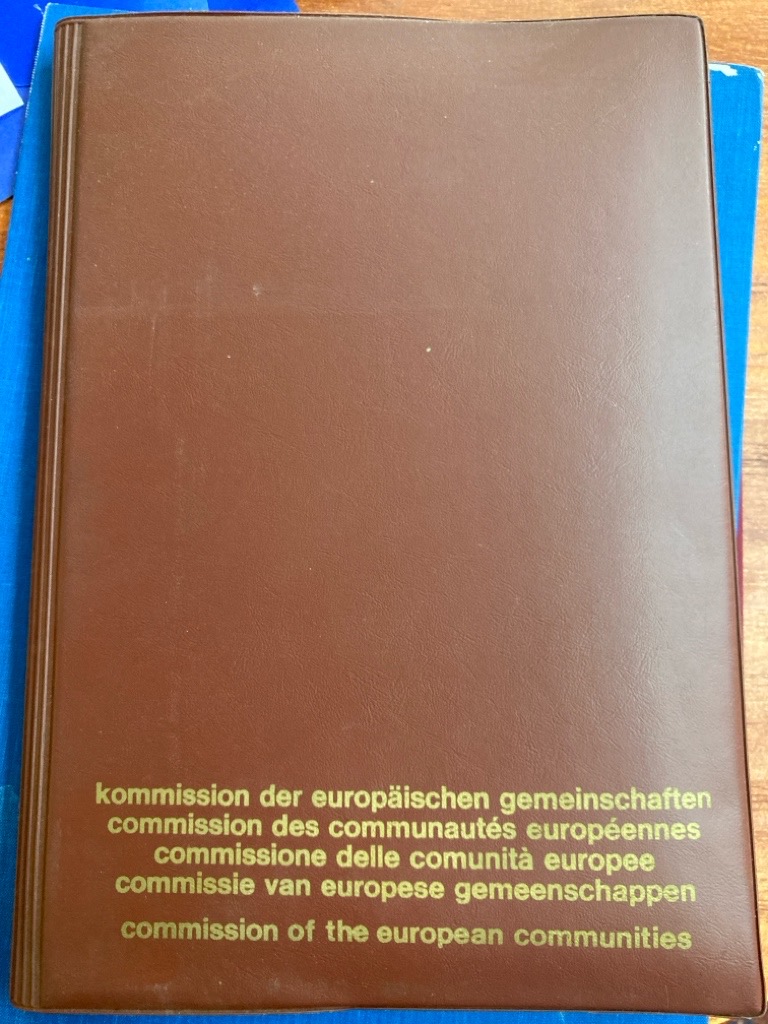 kommission der europäischen gemeinschaften
commission des communautés européennes
commissione delle comunità europee
commissie van europese gemeenschappen
commission of the european communities